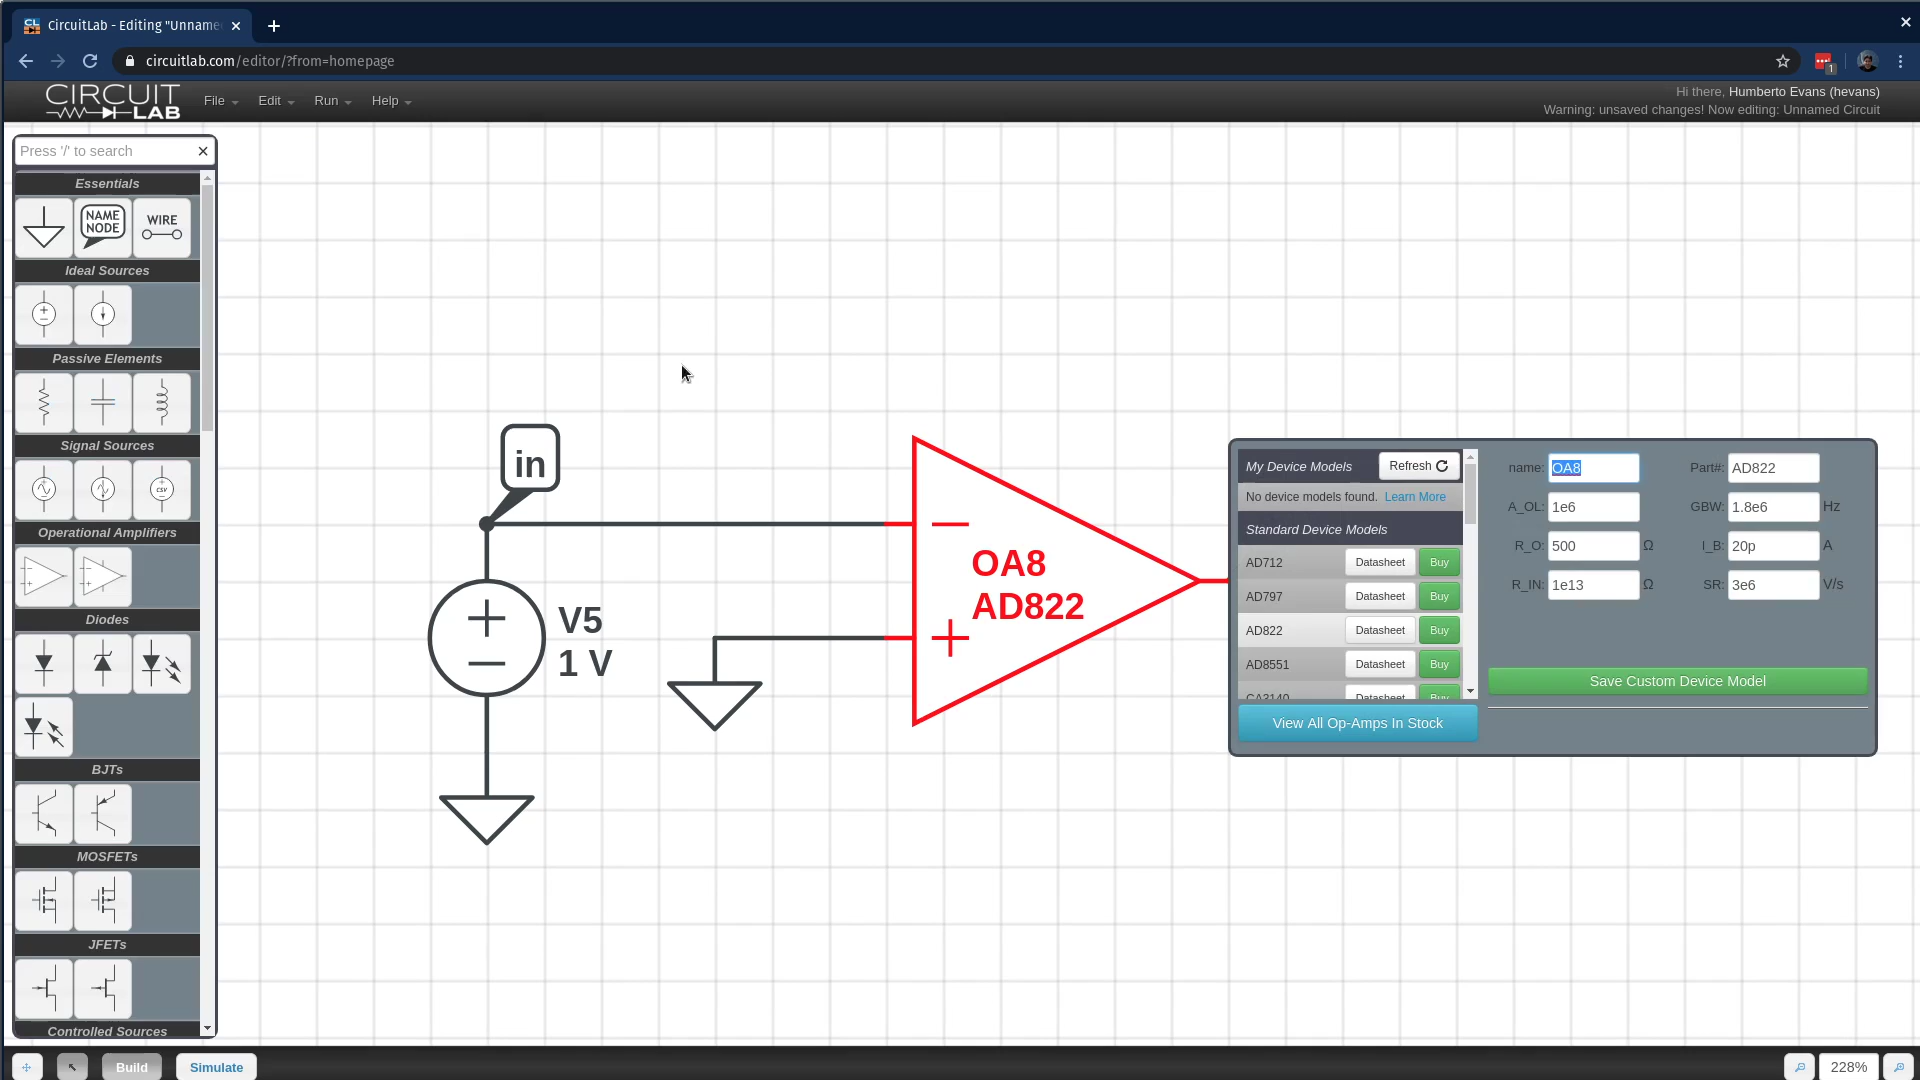 CircuitLab - Editing "Unname
circuitlab.com/editor/?from=homepage
1
CIRCUIT
LAB
File
Edit
Run
Help
Hi there, Humberto Evans (hevans)
Warning: unsaved changes! Now editing: Unnamed Circuit
Press '/' to search
Essentials
NAME
NODE
WIRE
Ideal Sources
Passive Elements
Signal Sources
CSV
Operational Amplifiers
Diodes
BJTs
MOSFETs
JFETs
Controlled Sources
in
V5
1 V
OA8
AD822
My Device Models
Refresh
No device models found. Learn More
Standard Device Models
AD712 Datasheet Buy
AD797 Datasheet Buy
AD822 Datasheet Buy
AD8551 Datasheet Buy
CA3140 Datasheet Buy
View All Op-Amps In Stock
name: OA8 Part#: AD822
A_OL: 1e6 GBW: 1.8e6 Hz
R_O: 500 Ω I_B: 20p A
R_IN: 1e13 Ω SR: 3e6 V/s
Save Custom Device Model
Build
Simulate
228%